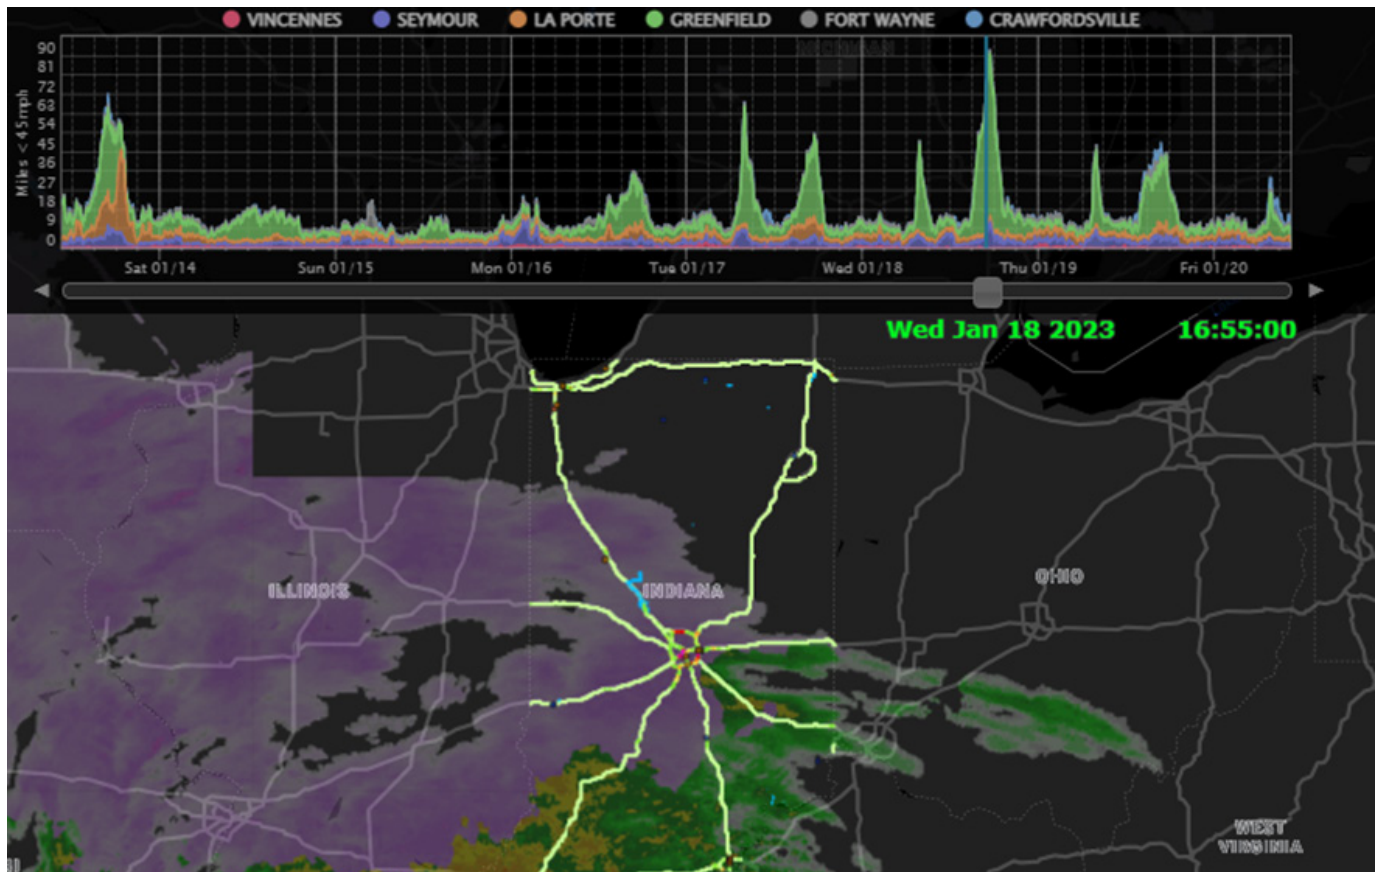 VINCENNES SEYMOUR LA PORTE GREENFIELD FORT WAYNE CRAWFORDSVILLE
MICHIGAN
90
81
72
63
54
45
36
27
18
9
0
Miles < 45mph
Sat 01/14 Sun 01/15 Mon 01/16 Tue 01/17 Wed 01/18 Thu 01/19 Fri 01/20
Wed Jan 18 2023 16:55:00
ILLINOIS INDIANA OHIO
WEST
VIRGINIA